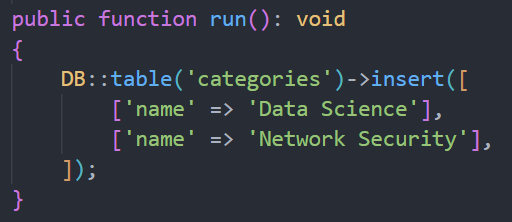 public function run(): void
{
    DB::table('categories')->insert([
        ['name' => 'Data Science'],
        ['name' => 'Network Security'],
    ]);
}